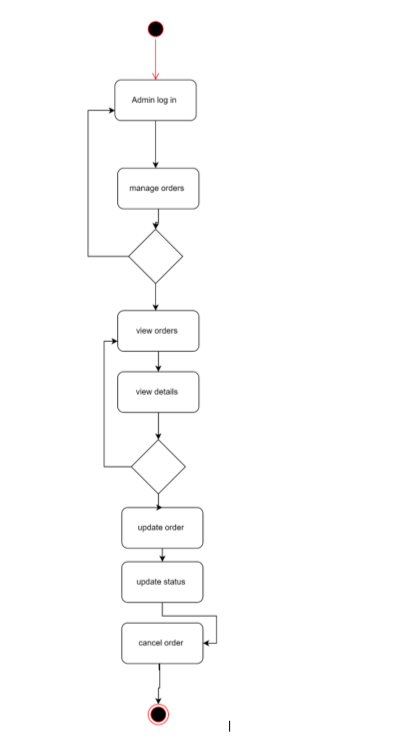 Admin log in
manage orders
view orders
view details
update order
update status
cancel order